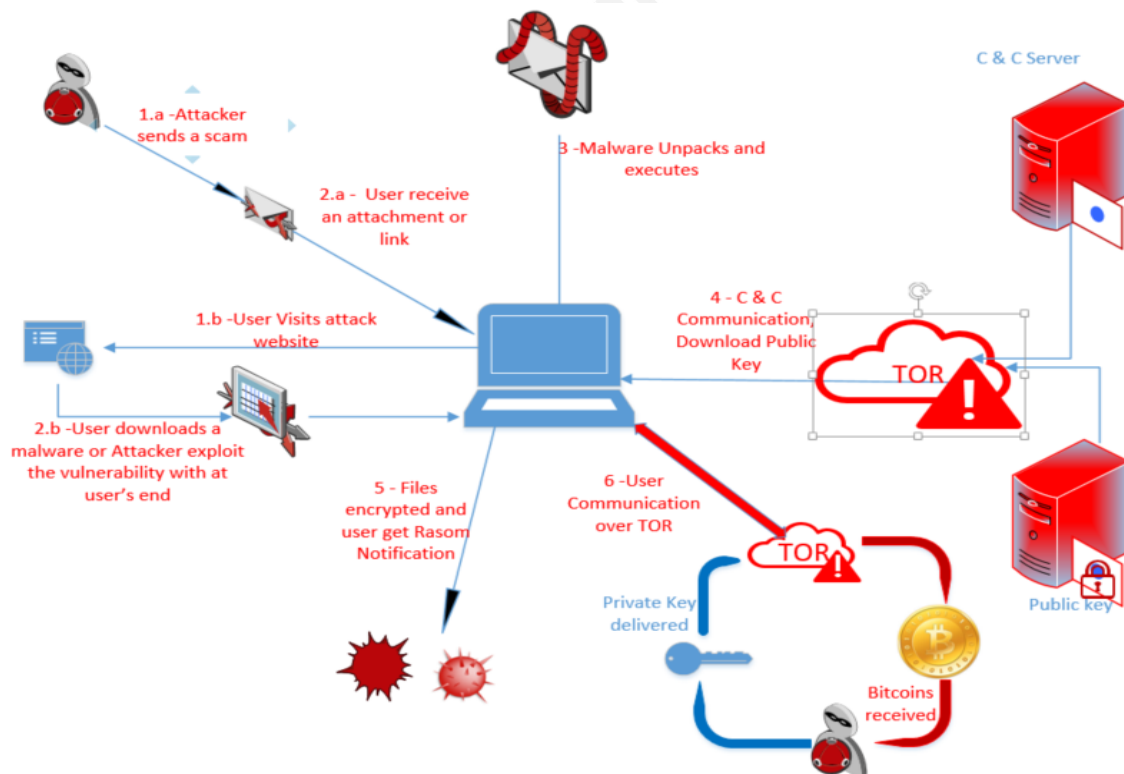 C & C Server
1.a -Attacker
sends a scam
3 -Malware Unpacks and
executes
2.a - User receive
an attachment or
link
4 - C & C
Communication,
Download Public
Key
TOR
1.b -User Visits attack
website
2.b -User downloads a
malware or Attacker exploit
the vulnerability with at
user's end
5 - Files
encrypted and
user get Rasom
Notification
6 -User
Communication
over TOR
TOR
Private Key
delivered
Public key
Bitcoins
received